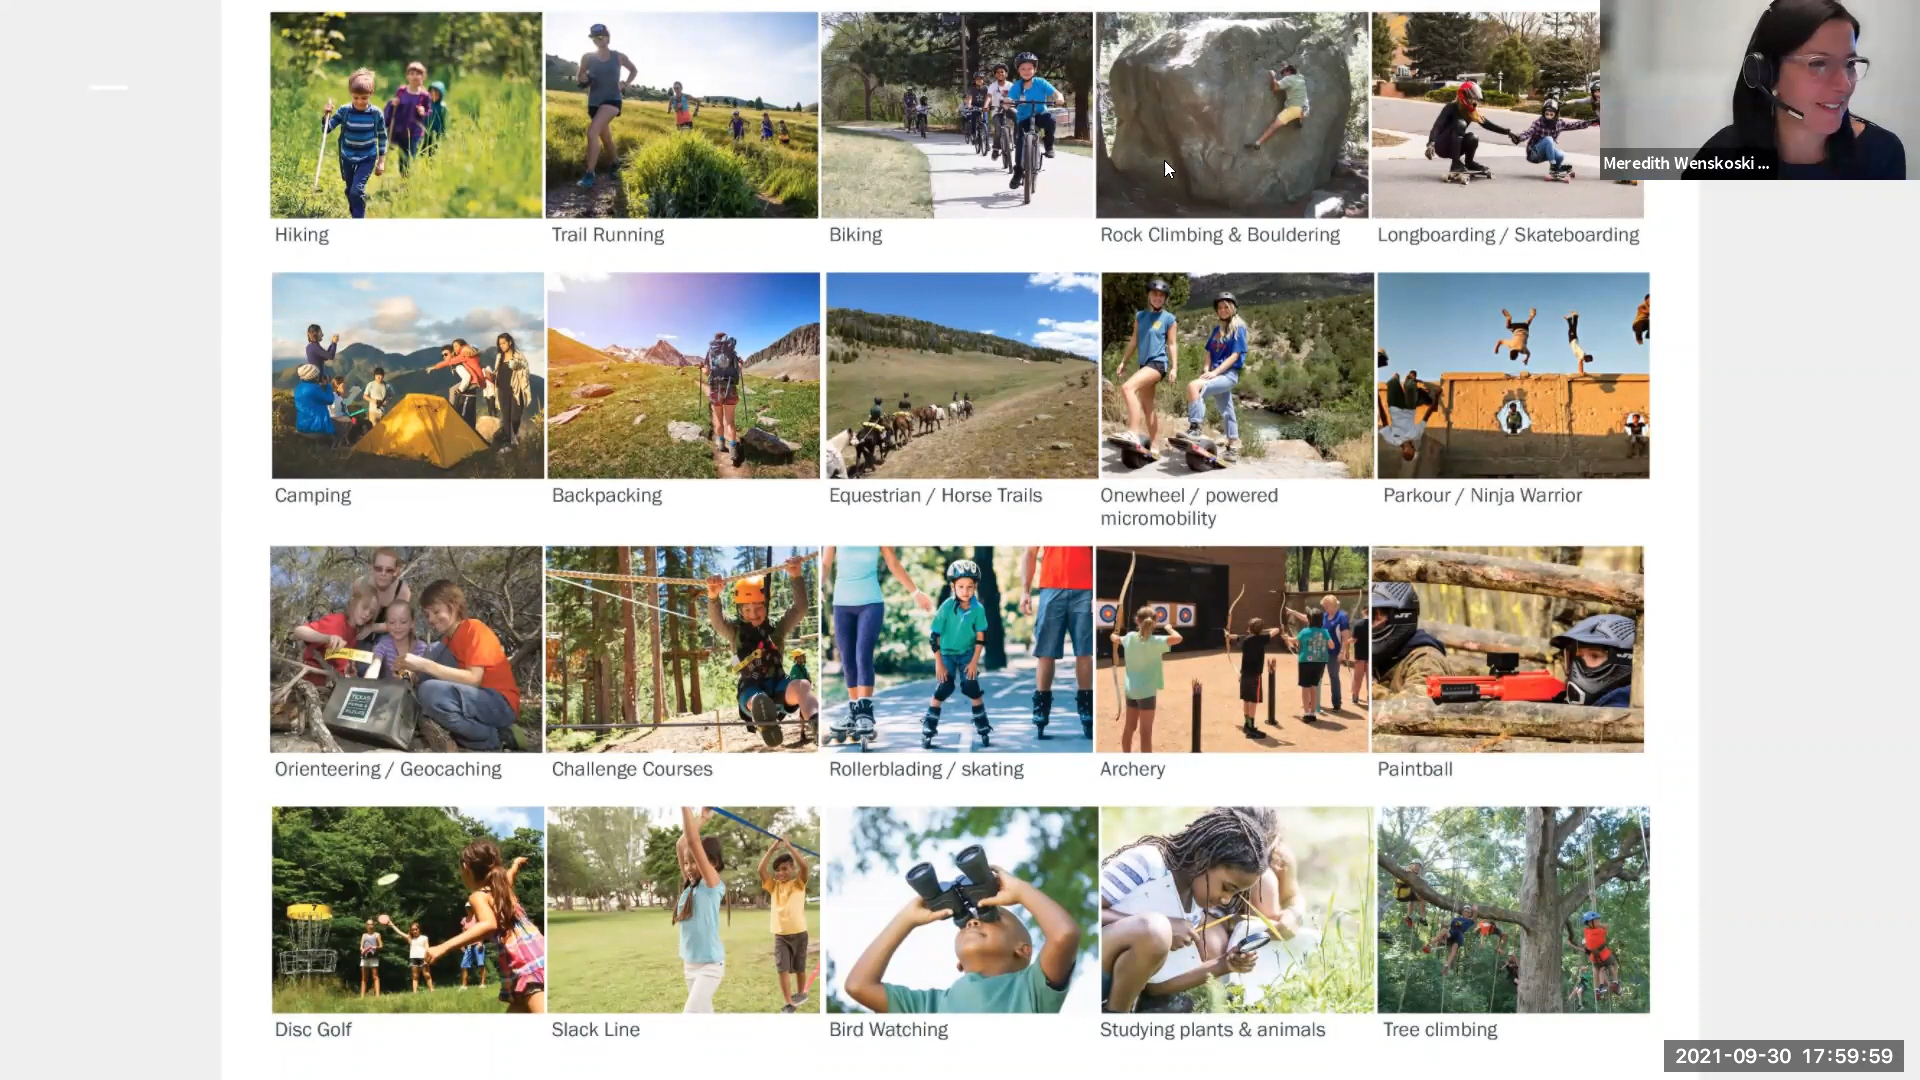 Meredith Wenskoski ...
Hiking
Trail Running
Biking
Rock Climbing & Bouldering
Longboarding / Skateboarding
Camping
Backpacking
Equestrian / Horse Trails
Onewheel / powered
micromobility
Parkour / Ninja Warrior
TEXAS
Orienteering / Geocaching
Challenge Courses
Rollerblading / skating
Archery
JT
Paintball
Disc Golf
Slack Line
Bird Watching
Studying plants & animals
Tree climbing
2021-09-30 17:59:59